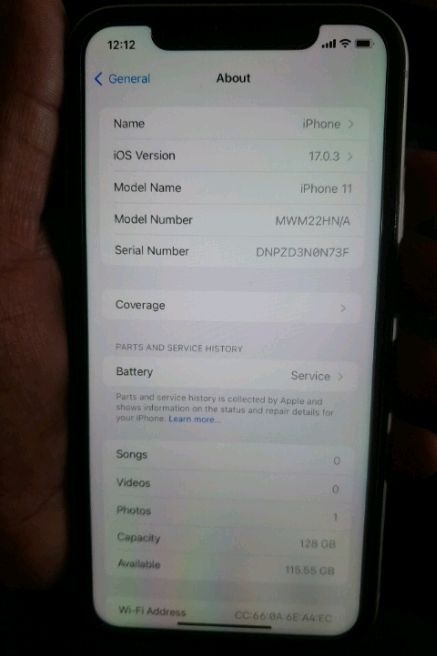 12:12
General
About
Name iPhone
iOS Version 17.0.3
Model Name iPhone 11
Model Number MWM22HN/A
Serial Number DNPZD3N0N73F
Coverage
PARTS AND SERVICE HISTORY
Battery Service
Parts and service history is collected by Apple and
shows information on the status and repair details for
your iPhone. Learn more...
Songs 0
Videos 0
Photos 1
Capacity 128 GB
Available 115.55 GB
Wi-Fi Address CC:66:0A:6E:A4:EC